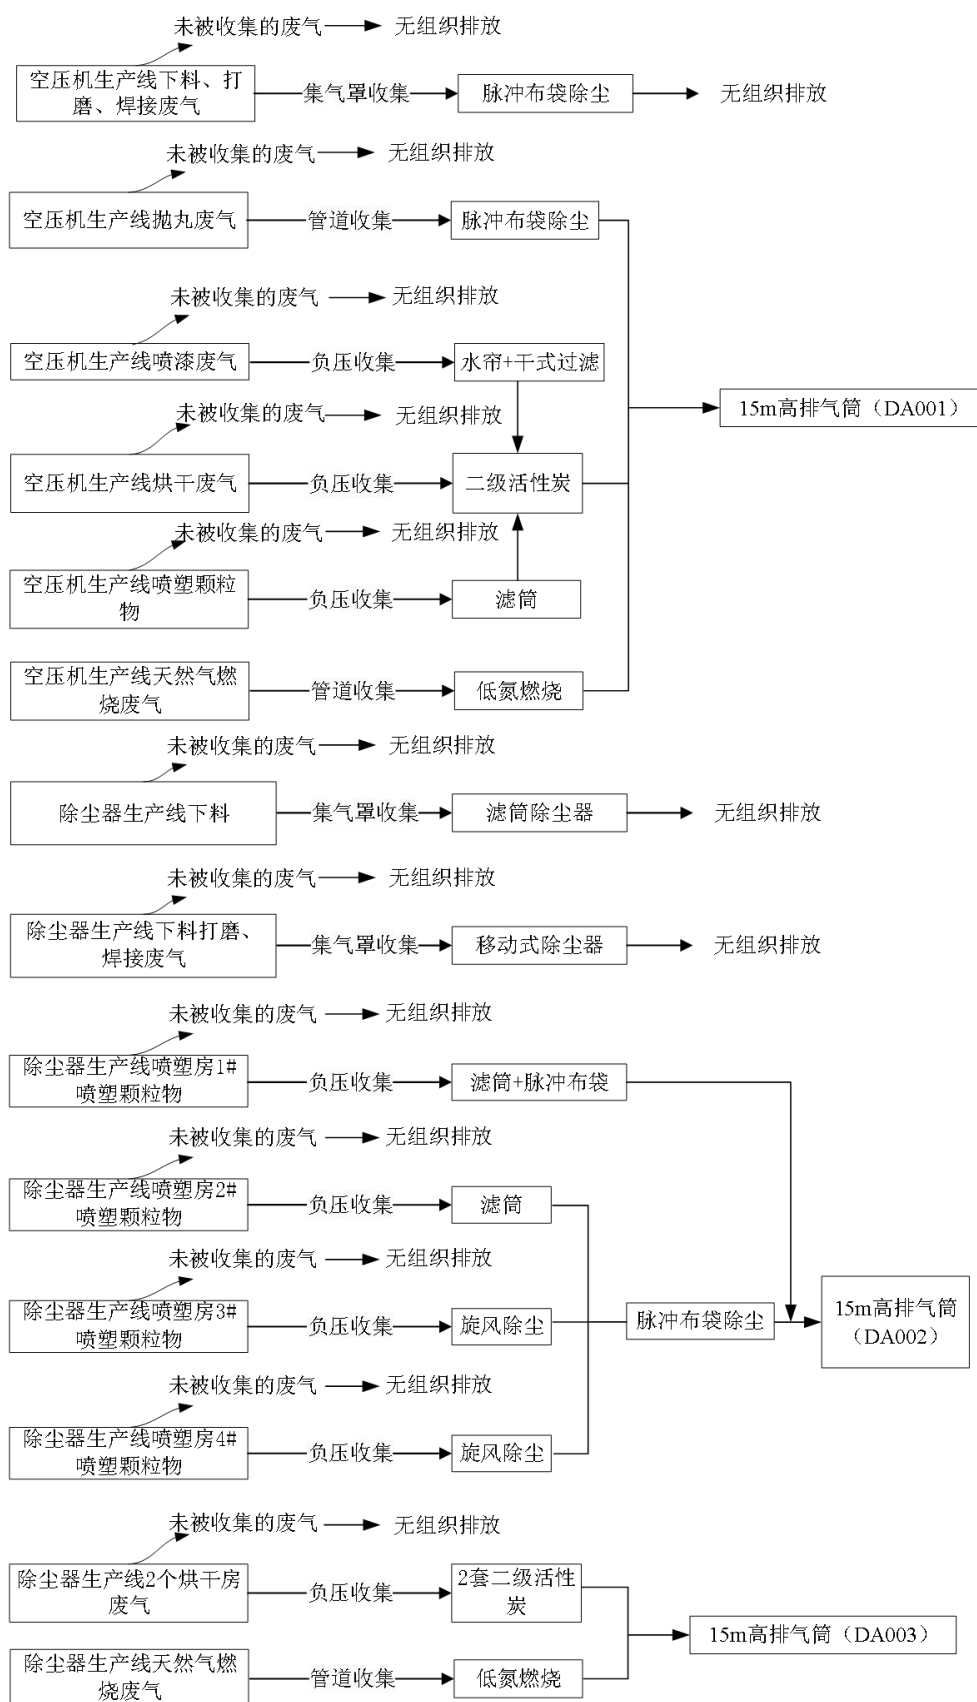 未被收集的废气 无组织排放
空压机生产线下料、打
磨、焊接废气
集气罩收集 脉冲布袋除尘 无组织排放
未被收集的废气 无组织排放
空压机生产线抛丸废气 管道收集 脉冲布袋除尘
未被收集的废气 无组织排放
空压机生产线喷漆废气 负压收集 水帘+干式过滤
15m高排气筒（DA001）
未被收集的废气 无组织排放
空压机生产线烘干废气 负压收集 二级活性炭
未被收集的废气 无组织排放
空压机生产线喷塑颗粒
物
负压收集 滤筒
空压机生产线天然气燃
烧废气
管道收集 低氮燃烧
未被收集的废气 无组织排放
除尘器生产线下料 集气罩收集 滤筒除尘器 无组织排放
未被收集的废气 无组织排放
除尘器生产线下料打磨、
焊接废气
集气罩收集 移动式除尘器 无组织排放
未被收集的废气 无组织排放
除尘器生产线喷塑房1#
喷塑颗粒物
负压收集 滤筒+脉冲布袋
未被收集的废气 无组织排放
除尘器生产线喷塑房2#
喷塑颗粒物
负压收集 滤筒
未被收集的废气 无组织排放
除尘器生产线喷塑房3#
喷塑颗粒物
负压收集 旋风除尘 脉冲布袋除尘
15m高排气筒
（DA002）
未被收集的废气 无组织排放
除尘器生产线喷塑房4#
喷塑颗粒物
负压收集 旋风除尘
未被收集的废气 无组织排放
除尘器生产线2个烘干房
废气
负压收集
2套二级活性
炭
15m高排气筒（DA003）
除尘器生产线天然气燃
烧废气
管道收集 低氮燃烧